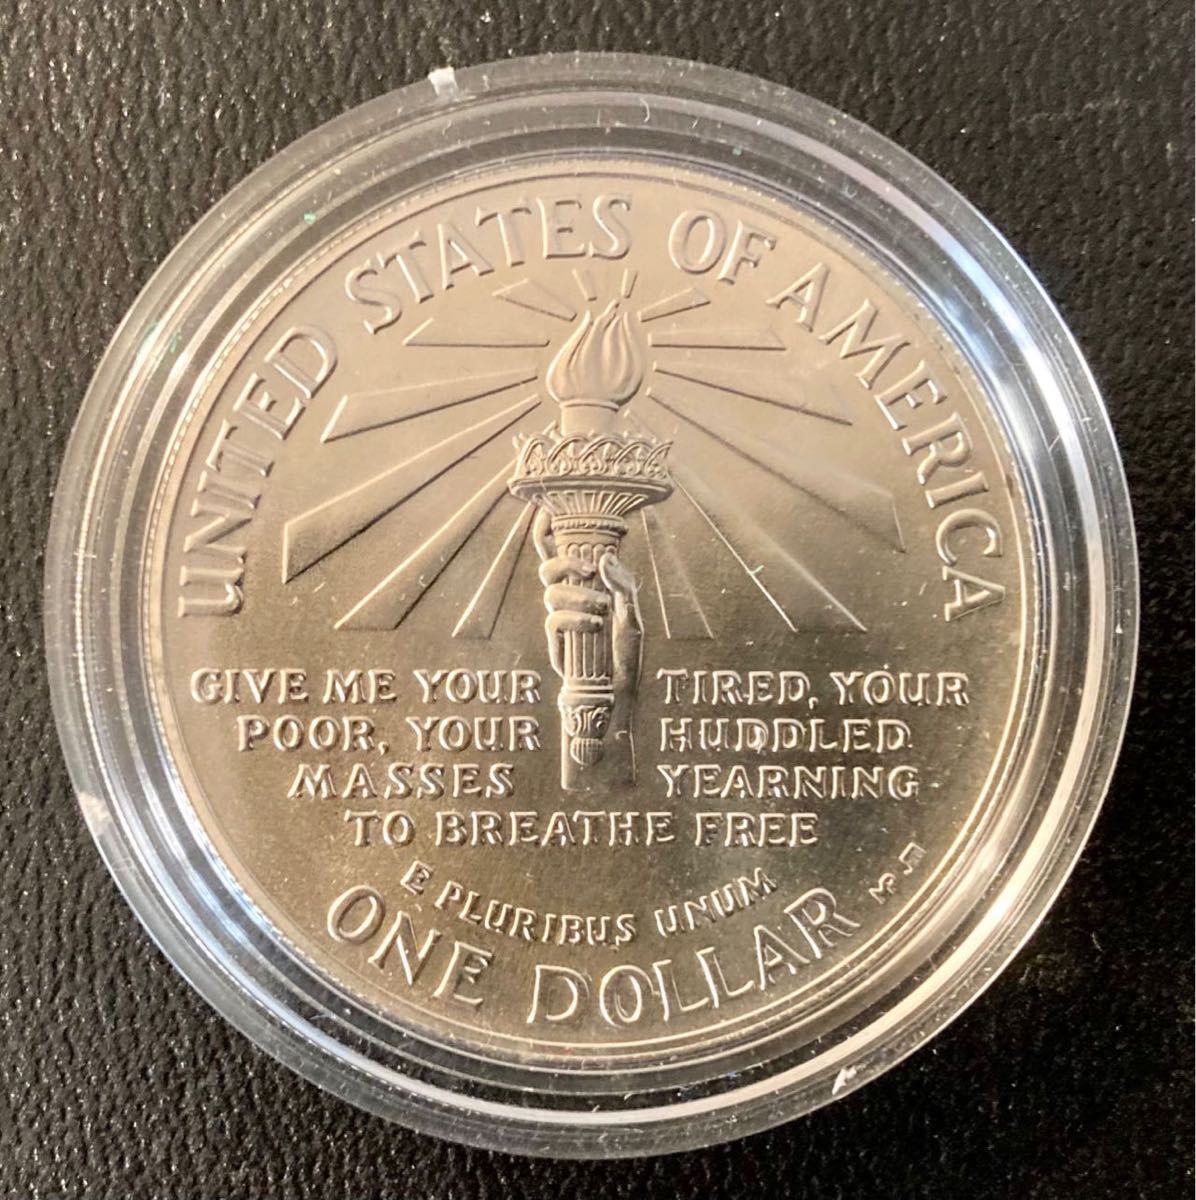 UNITED STATES OF AMERICA
GIVE ME YOUR TIRED, YOUR
POOR, YOUR HUDDLED
MASSES YEARNING
TO BREATHE FREE
E PLURIBUS UNUM
ONE DOLLAR